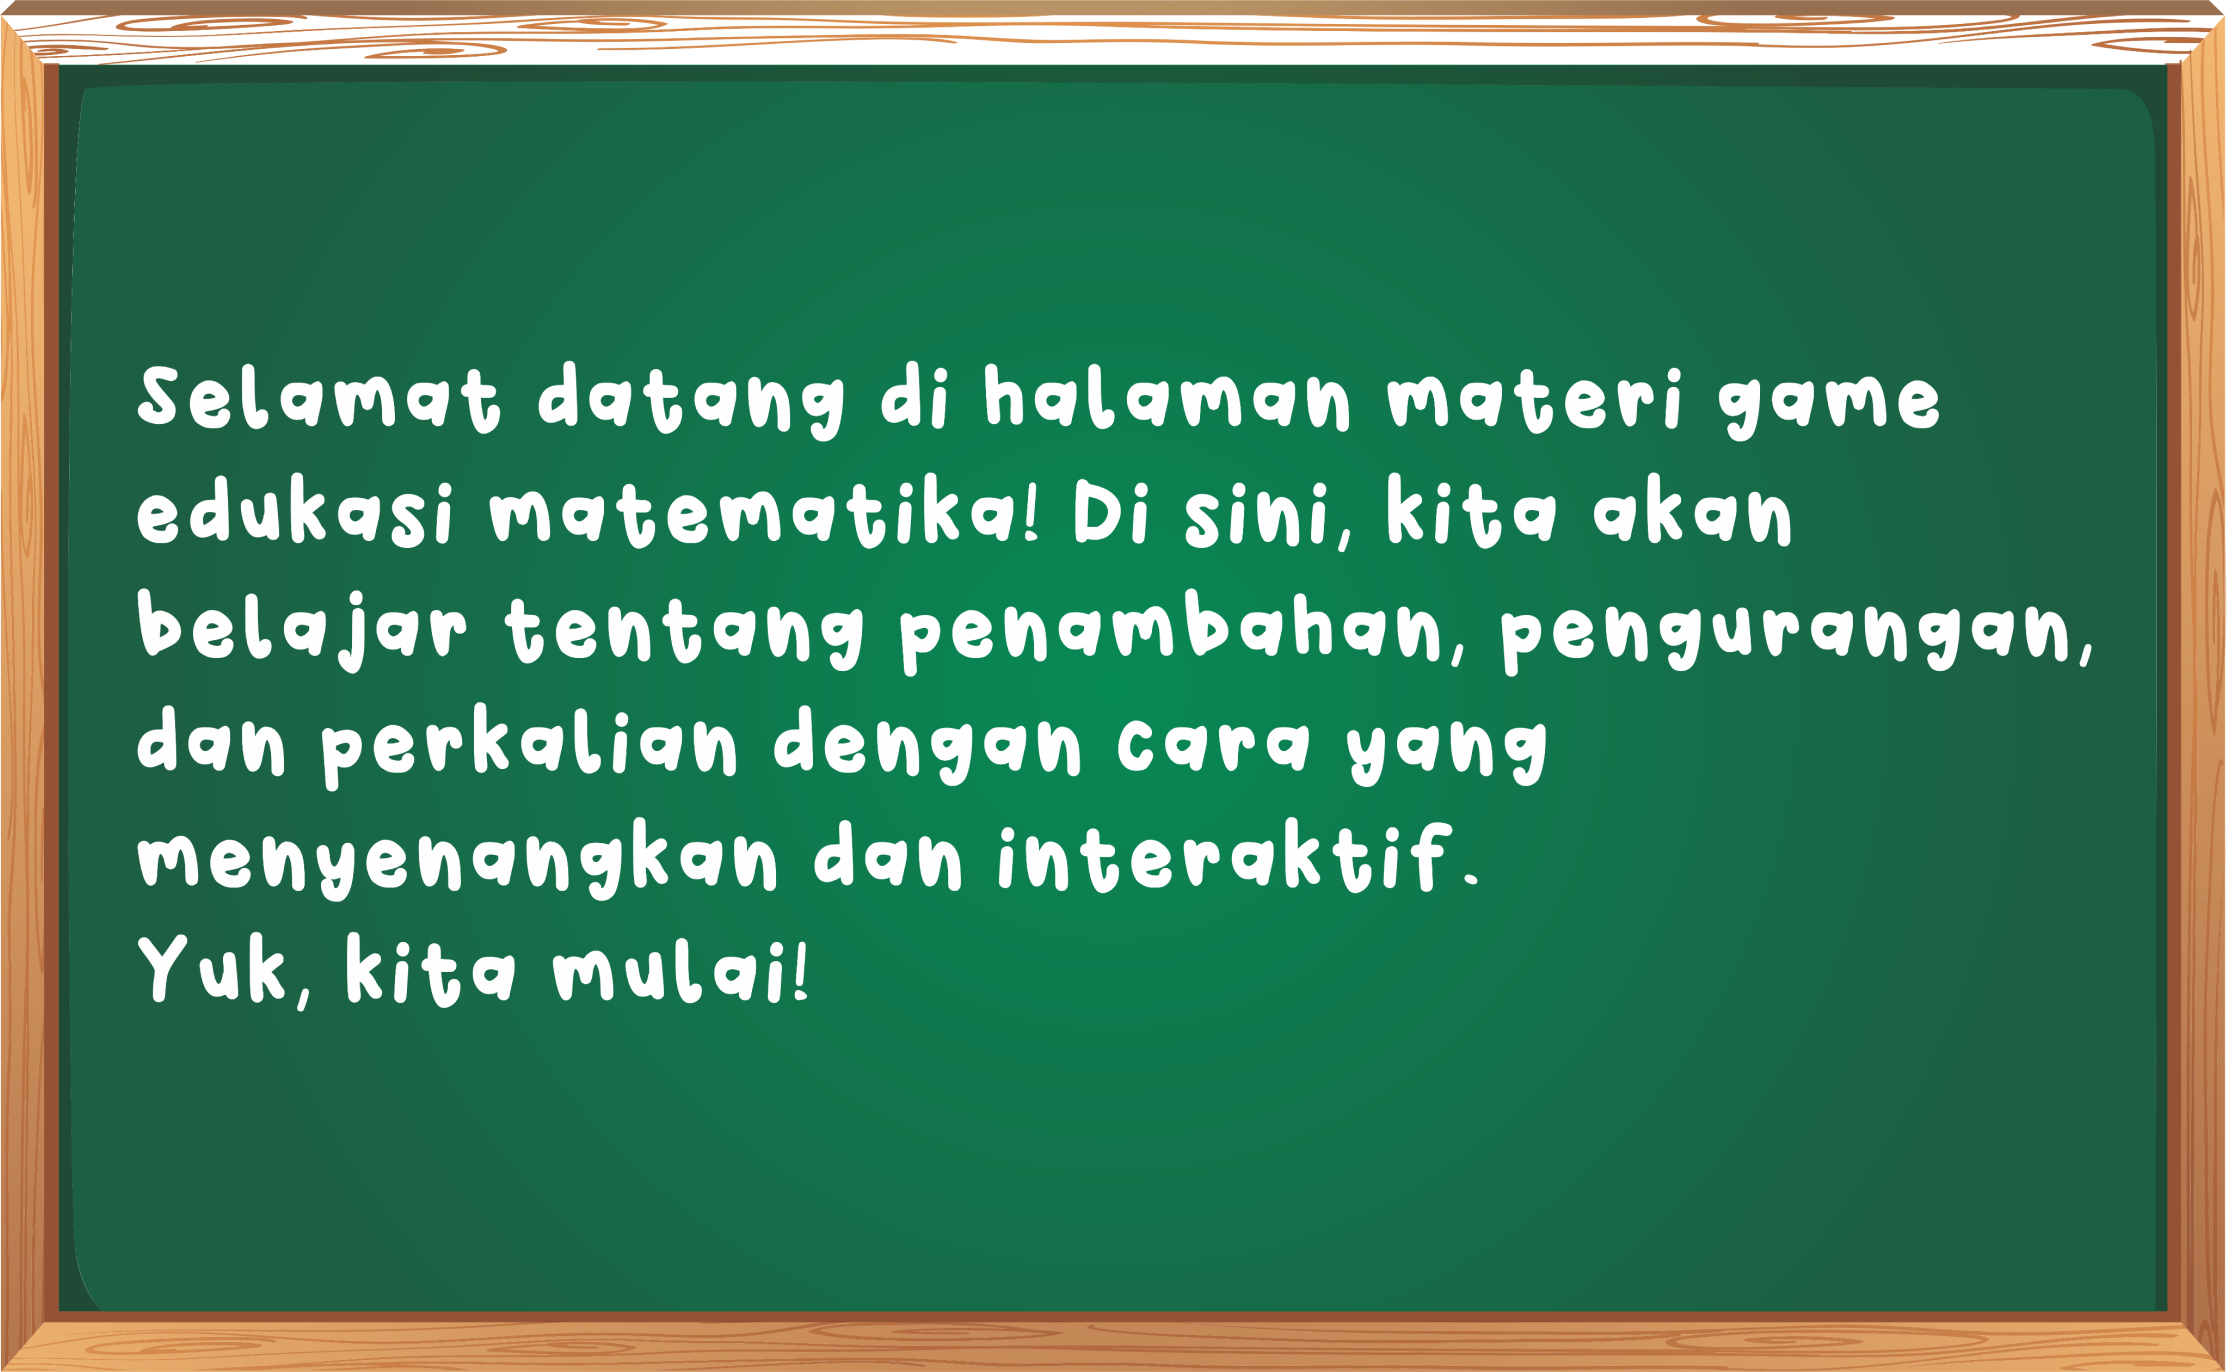 Selamat datang di halaman materi game
edukasi matematika! Di sini, kita akan
belajar tentang penambahan, pengurangan,
dan perkalian dengan cara yang
menyenangkan dan interaktif.
Yuk, kita mulai!